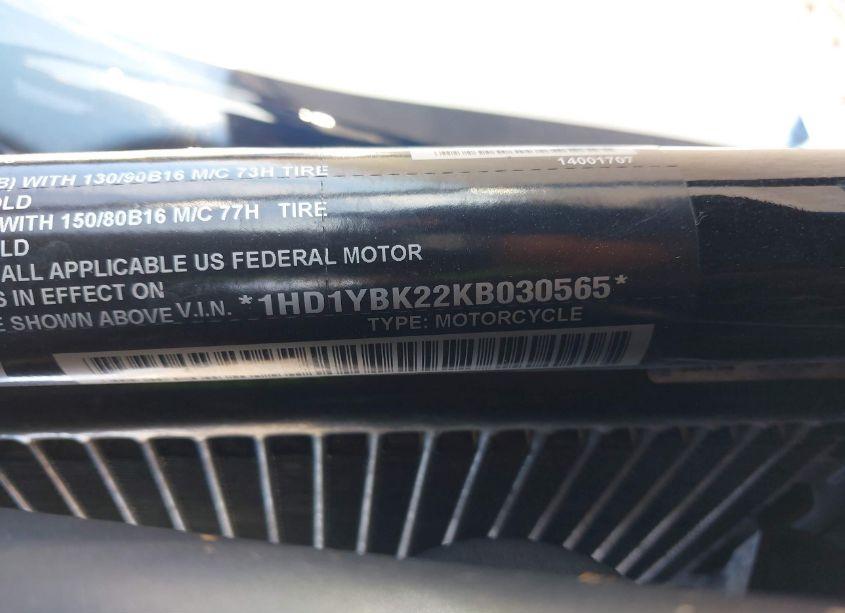 14001707
B) WITH 130/90B16 M/C 73H TIRE
OLD
WITH 150/80B16 M/C 77H TIRE
LD
ALL APPLICABLE US FEDERAL MOTOR
S IN EFFECT ON
E SHOWN ABOVE V.I.N. *1HD1YBK22KB030565*
TYPE: MOTORCYCLE